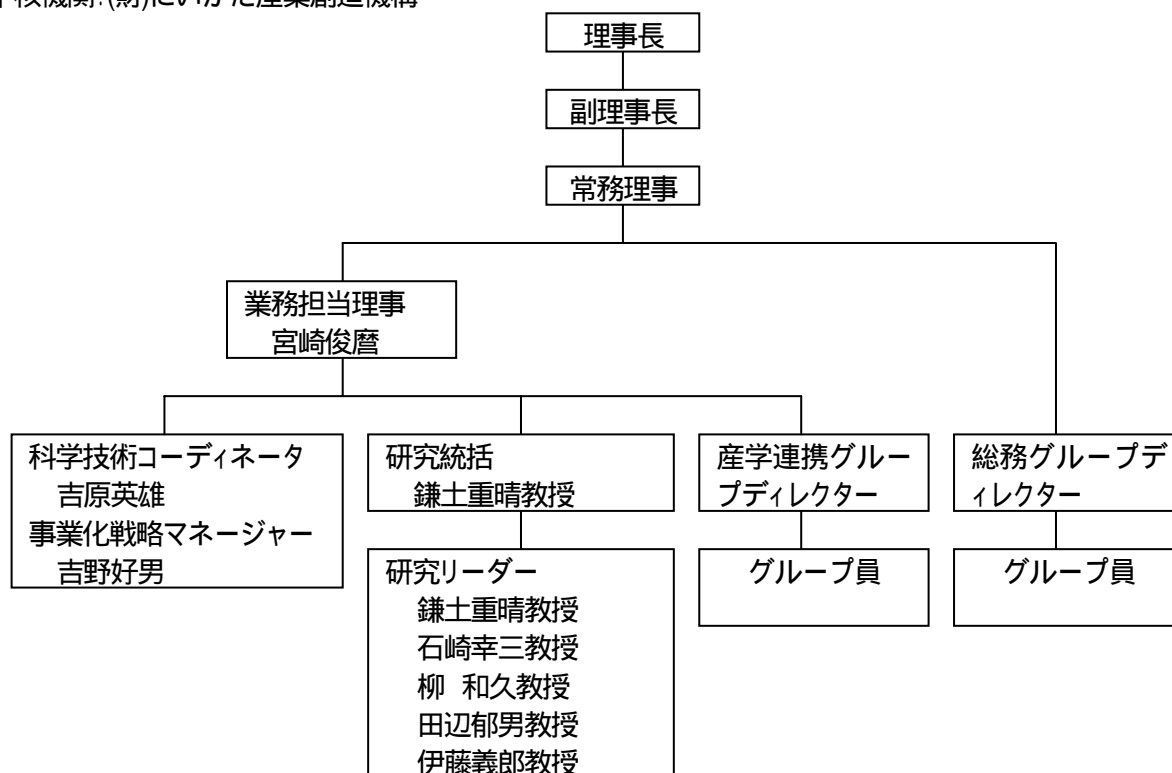 中核機関:(財)にいがた産業創造機構
理事長
副理事長
常務理事
業務担当理事
宮崎俊麿
科学技術コーディネータ
吉原英雄
事業化戦略マネージャー
吉野好男
研究統括
鎌土重晴教授
産学連携グルー
プディレクター
総務グループデ
ィレクター
研究リーダー
鎌土重晴教授
石崎幸三教授
柳 和久教授
田辺郁男教授
伊藤義郎教授
グループ員
グループ員